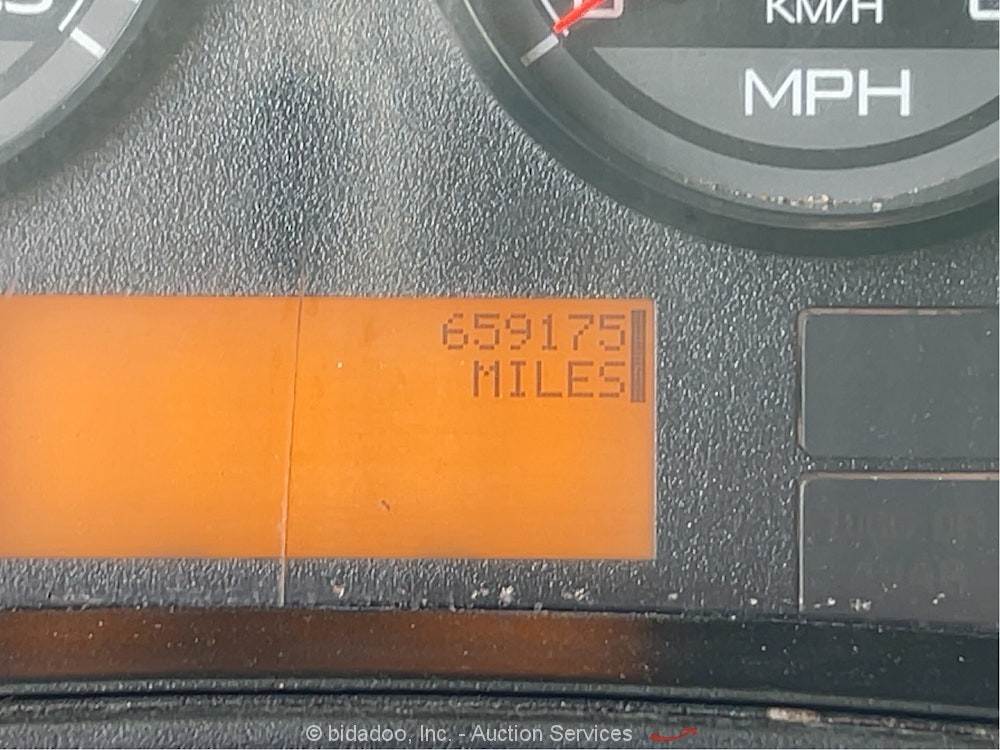 KM/H
MPH
659175
MILES
© bidadoo, Inc. - Auction Services